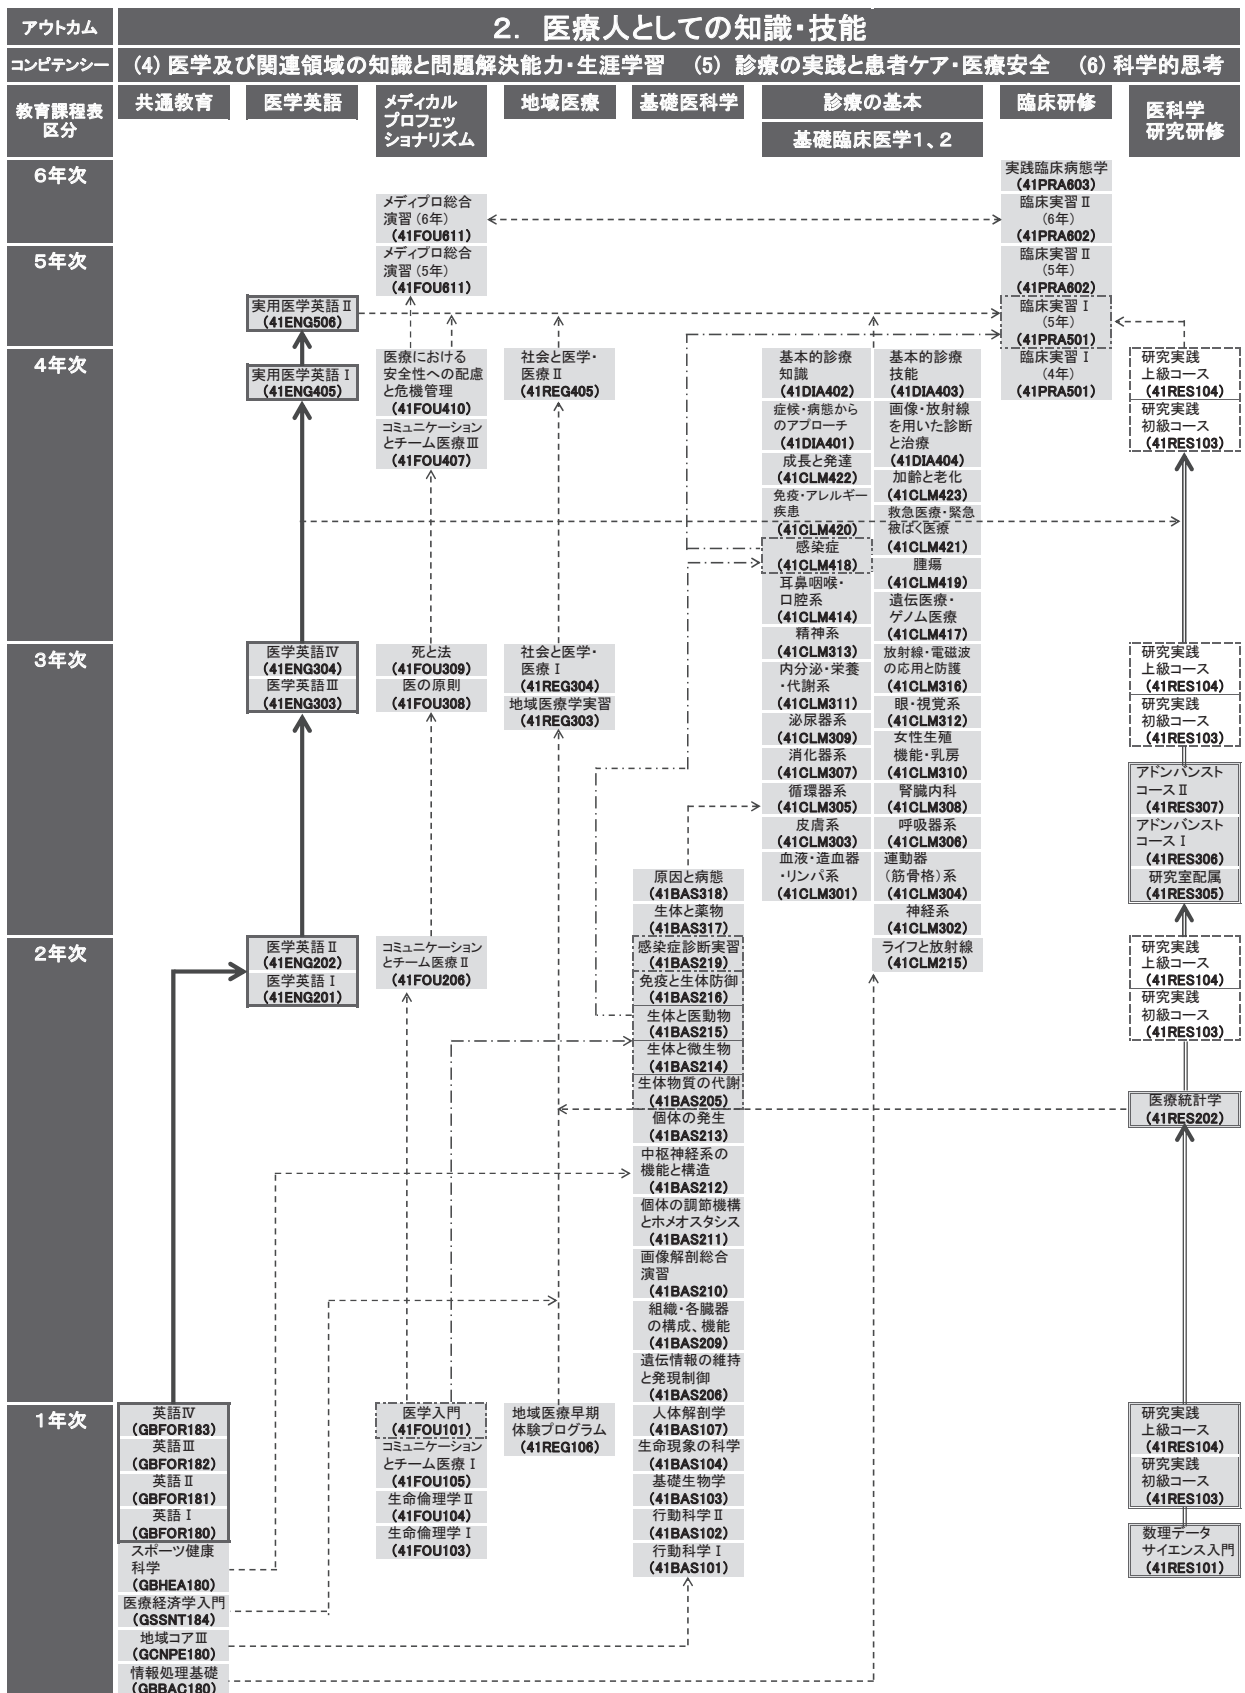 アウトカム
2. 医療人としての知識・技能
コンピテンシー
(4) 医学及び関連領域の知識と問題解決能力・生涯学習 (5) 診療の実践と患者ケア・医療安全 (6) 科学的思考
教育課程表
区分
共通教育
医学英語
メディカル
プロフェッ
ショナリズム
地域医療
基礎医科学
診療の基本
基礎臨床医学1、2
臨床研修
医科学
研究研修
6年次
メディプロ総合
演習(6年)
(41FOU611)
実践臨床病態学
(41PRA603)
臨床実習Ⅱ
(6年)
(41PRA602)
5年次
メディプロ総合
演習(5年)
(41FOU611)
臨床実習Ⅱ
(5年)
(41PRA602)
実用医学英語Ⅱ
(41ENG506)
臨床実習Ⅰ
(5年)
(41PRA501)
4年次
実用医学英語Ⅰ
(41ENG405)
医療における
安全性への配慮
と危機管理
(41FOU410)
コミュニケーション
とチーム医療Ⅲ
(41FOU407)
社会と医学・
医療Ⅱ
(41REG405)
基本的診療
知識
(41DIA402)
症候・病態から
のアプローチ
(41DIA401)
成長と発達
(41CLM422)
免疫・アレルギー
疾患
(41CLM420)
感染症
(41CLM418)
耳鼻咽喉・
口腔系
(41CLM414)
精神系
(41CLM313)
基本的診療
技能
(41DIA403)
画像・放射線
を用いた診断
と治療
(41DIA404)
加齢と老化
(41CLM423)
救急医療・緊急
被ばく医療
(41CLM421)
腫瘍
(41CLM419)
遺伝医療・
ゲノム医療
(41CLM417)
臨床実習Ⅰ
(4年)
(41PRA501)
研究実践
上級コース
(41RES104)
研究実践
初級コース
(41RES103)
3年次
医学英語Ⅳ
(41ENG304)
医学英語Ⅲ
(41ENG303)
死と法
(41FOU309)
医の原則
(41FOU308)
社会と医学・
医療Ⅰ
(41REG304)
地域医療学実習
(41REG303)
原因と病態
(41BAS318)
生体と薬物
(41BAS317)
内分泌・栄養
・代謝系
(41CLM311)
泌尿器系
(41CLM309)
消化器系
(41CLM307)
循環器系
(41CLM305)
皮膚系
(41CLM303)
血液・造血器
・リンパ系
(41CLM301)
放射線・電磁波
の応用と防護
(41CLM316)
眼・視覚系
(41CLM312)
女性生殖
機能・乳房
(41CLM310)
腎臓内科
(41CLM308)
呼吸器系
(41CLM306)
運動器
(筋骨格)系
(41CLM304)
神経系
(41CLM302)
研究実践
上級コース
(41RES104)
研究実践
初級コース
(41RES103)
アドンバンスト
コースⅡ
(41RES307)
アドンバンスト
コースⅠ
(41RES306)
研究室配属
(41RES305)
2年次
医学英語Ⅱ
(41ENG202)
医学英語Ⅰ
(41ENG201)
コミュニケーション
とチーム医療Ⅱ
(41FOU206)
感染症診断実習
(41BAS219)
免疫と生体防御
(41BAS216)
生体と医動物
(41BAS215)
生体と微生物
(41BAS214)
生体物質の代謝
(41BAS205)
個体の発生
(41BAS213)
中枢神経系の
機能と構造
(41BAS212)
個体の調節機構
とホメオスタシス
(41BAS211)
画像解剖総合
演習
(41BAS210)
組織・各臓器
の構成、機能
(41BAS209)
遺伝情報の維持
と発現制御
(41BAS206)
ライフと放射線
(41CLM215)
研究実践
上級コース
(41RES104)
研究実践
初級コース
(41RES103)
医療統計学
(41RES202)
1年次
英語Ⅳ
(GBFOR183)
英語Ⅲ
(GBFOR182)
英語Ⅱ
(GBFOR181)
英語Ⅰ
(GBFOR180)
スポーツ健康
科学
(GBHEA180)
医療経済学入門
(GSSNT184)
地域コアⅢ
(GCNPE180)
情報処理基礎
(GBBAC180)
医学入門
(41FOU101)
コミュニケーション
とチーム医療Ⅰ
(41FOU105)
生命倫理学Ⅱ
(41FOU104)
生命倫理学Ⅰ
(41FOU103)
地域医療早期
体験プログラム
(41REG106)
人体解剖学
(41BAS107)
生命現象の科学
(41BAS104)
基礎生物学
(41BAS103)
行動科学Ⅱ
(41BAS102)
行動科学Ⅰ
(41BAS101)
研究実践
上級コース
(41RES104)
研究実践
初級コース
(41RES103)
数理データ
サイエンス入門
(41RES101)